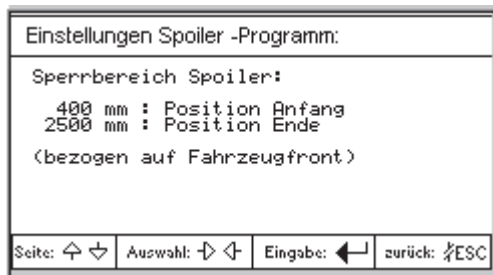 Einstellungen Spoiler -Programm:
Sperrbereich Spoiler:
400 mm : Position Anfang
2500 mm : Position Ende
(bezogen auf Fahrzeugfront)
Seite: Auswahl: Eingabe: zurück: ESC